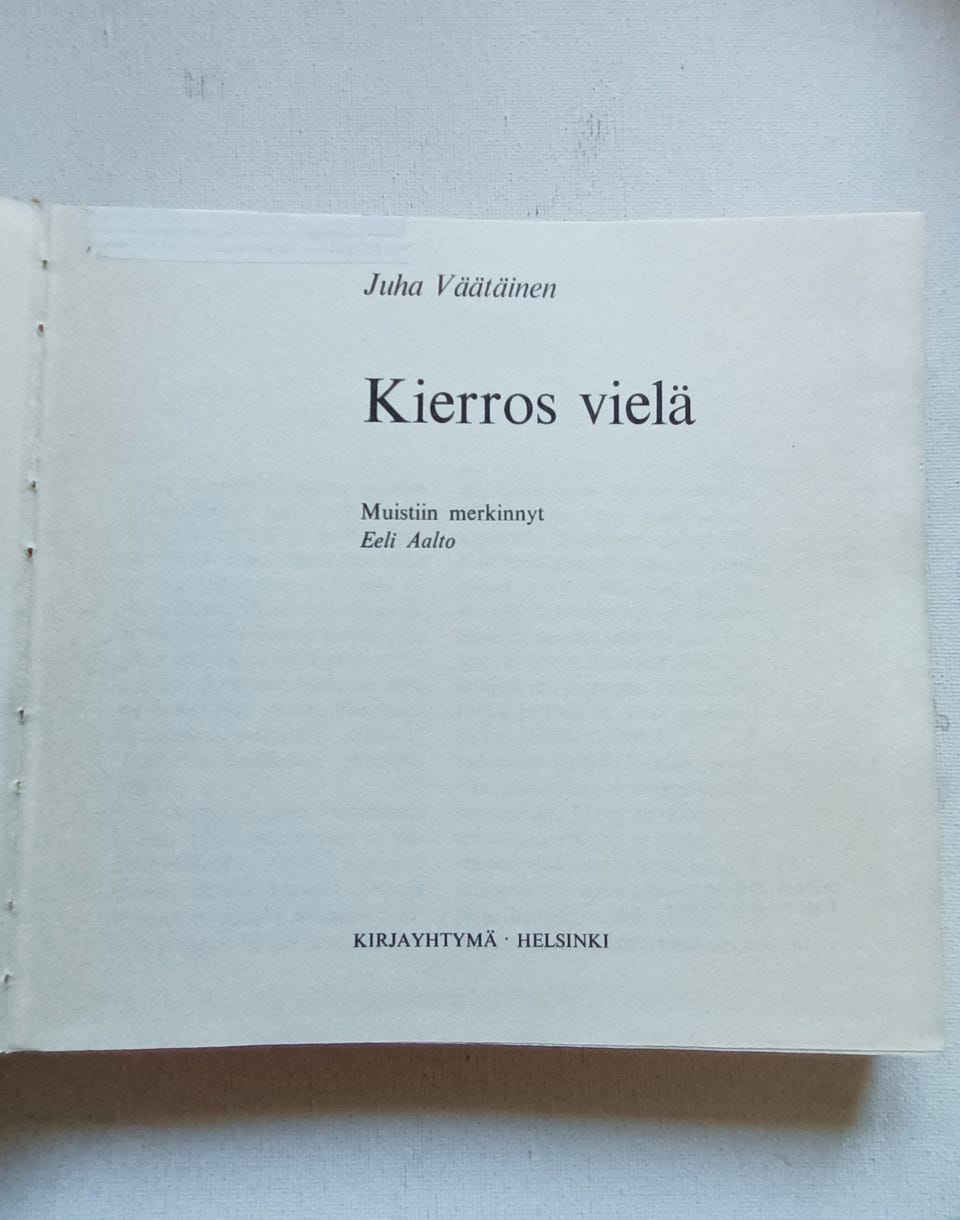 Juha Väätäinen
Kierros vielä
Muistiin merkinnyt
Eeli Aalto
KIRJAYHTYMÄ · HELSINKI